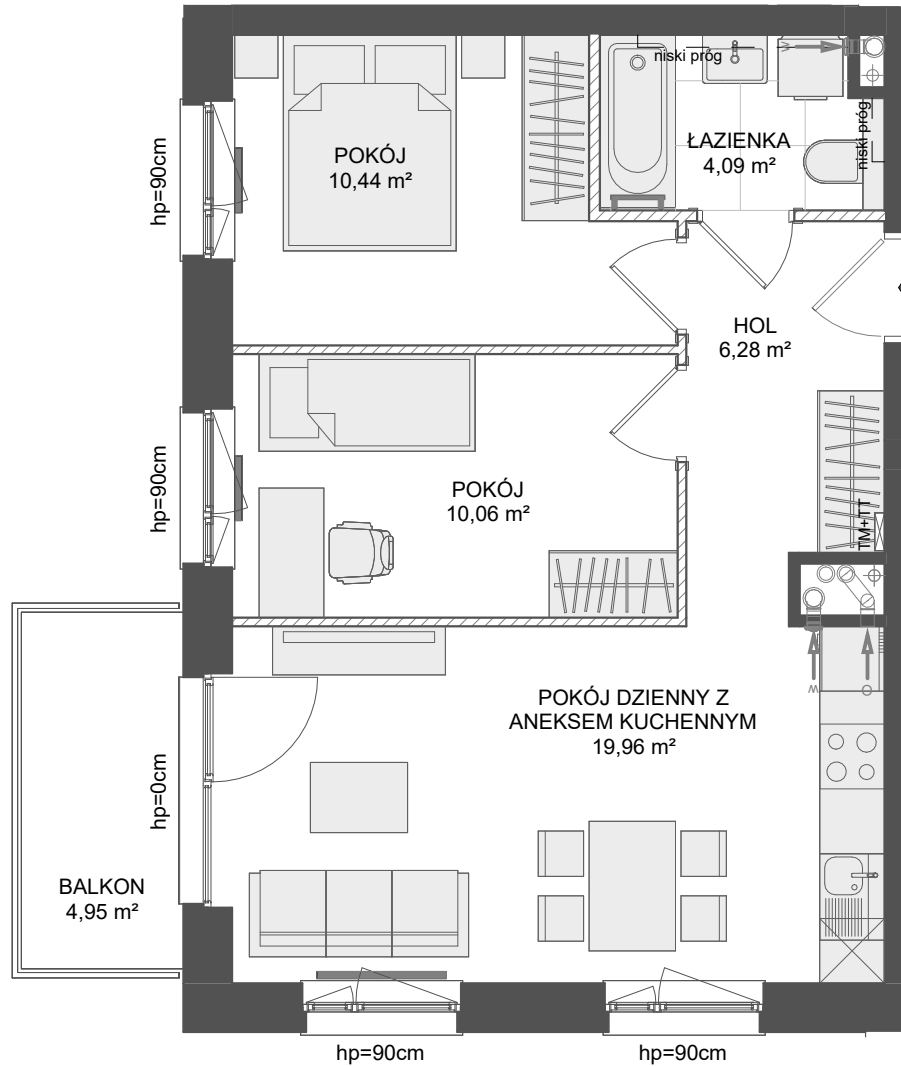 niski próg
POKÓJ
10,44 m²
ŁAZIENKA
4,09 m²
niski próg
hp=90cm
HOL
6,28 m²
POKÓJ
10,06 m²
hp=90cm
TM+TT
POKÓJ DZIENNY Z
ANEKSEM KUCHENNYM
19,96 m²
W
O
hp=0cm
BALKON
4,95 m²
hp=90cm
hp=90cm